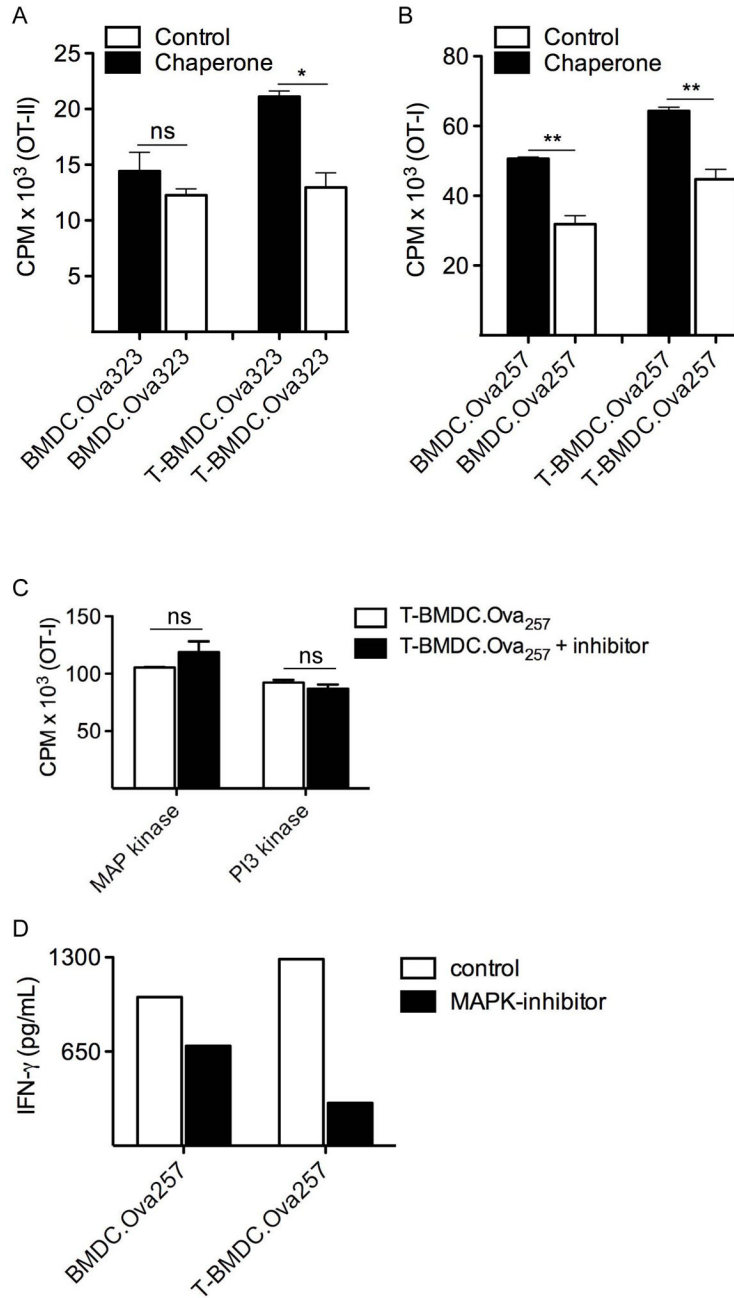 A
Control
Chaperone
CPM x 10³ (OT-II)
25
20
15
10
5
ns
*
BMDC.Ova323
BMDC.Ova323
T-BMDC.Ova323
T-BMDC.Ova323
B
Control
Chaperone
CPM x 10³ (OT-I)
80
60
40
20
**
**
BMDC.Ova257
BMDC.Ova257
T-BMDC.Ova257
T-BMDC.Ova257
C
CPM x 10³ (OT-I)
150
100
50
ns
ns
T-BMDC.Ova₂₅₇
T-BMDC.Ova₂₅₇ + inhibitor
MAP kinase
PI3 kinase
D
IFN-γ (pg/mL)
1300
650
control
MAPK-inhibitor
BMDC.Ova257
T-BMDC.Ova257